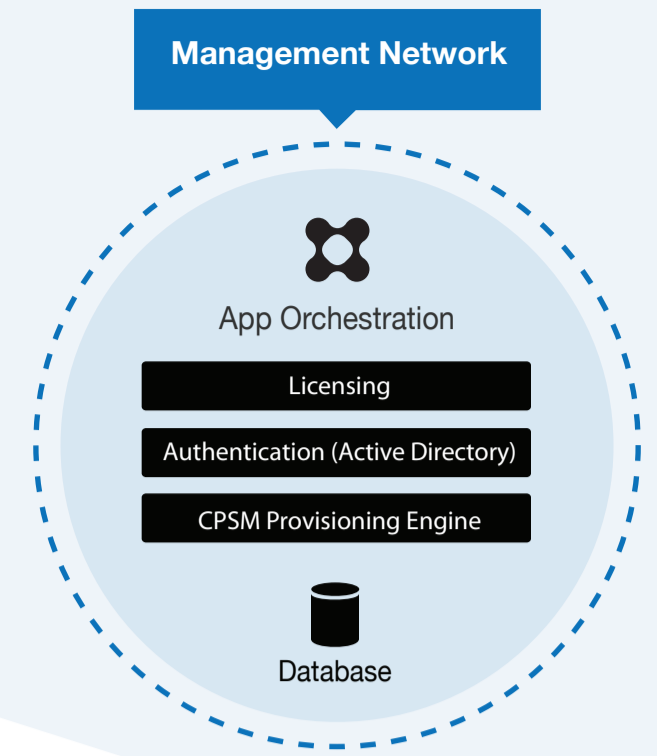 Management Network
App Orchestration
Licensing
Authentication (Active Directory)
CPSM Provisioning Engine
Database